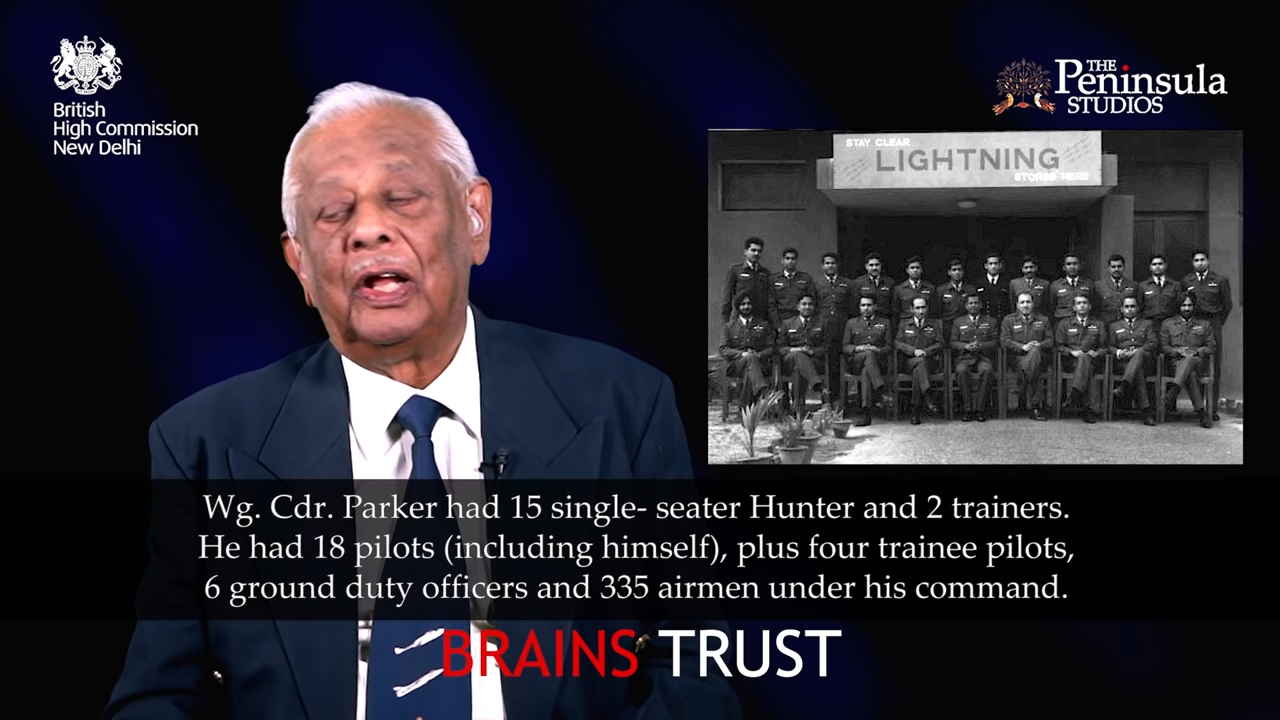 British
High Commission
New Delhi
THE
Peninsula
STUDIOS
STAY CLEAR
LIGHTNING
STORED HERE
Wg. Cdr. Parker had 15 single- seater Hunter and 2 trainers.
He had 18 pilots (including himself), plus four trainee pilots,
6 ground duty officers and 335 airmen under his command.
BRAINS TRUST